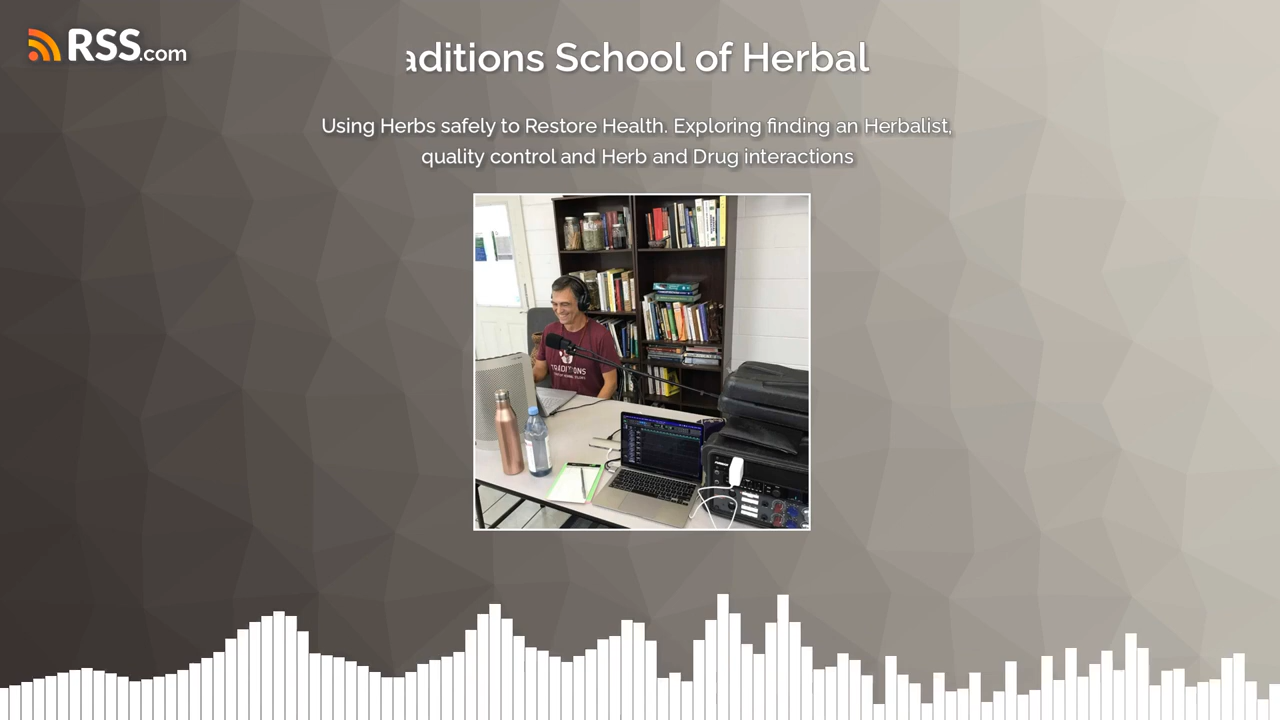 RSS.com
aditions School of Herbal
Using Herbs safely to Restore Health. Exploring finding an Herbalist,
quality control and Herb and Drug interactions
TRADITIONS